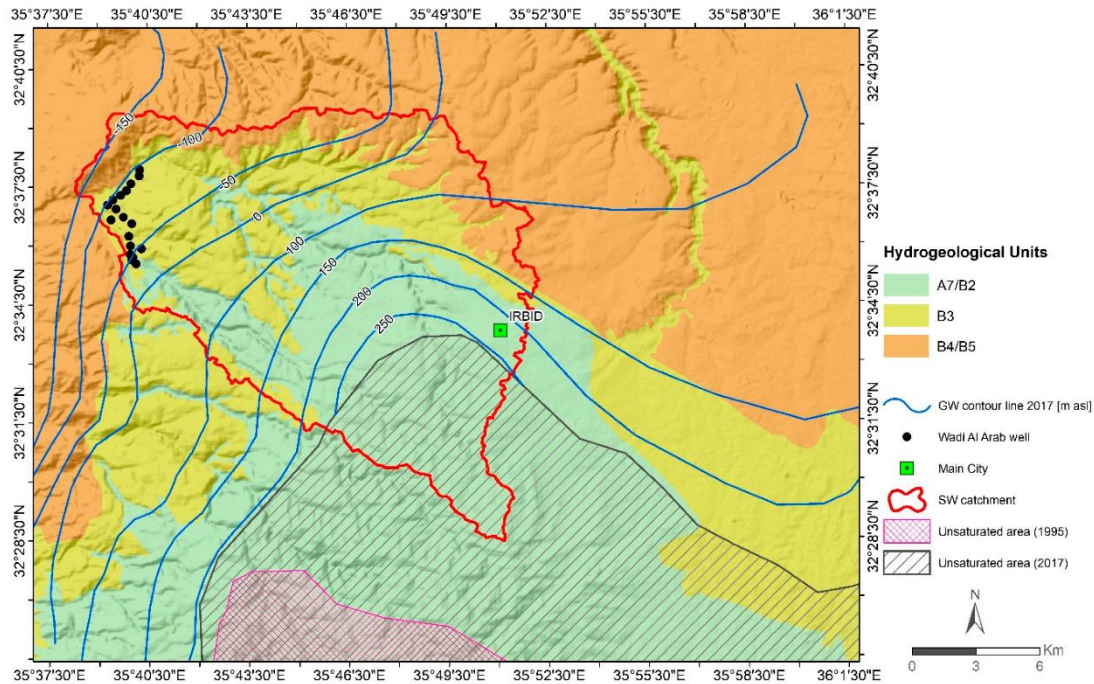 35°37'30"E 35°40'30"E 35°43'30"E 35°46'30"E 35°49'30"E 35°52'30"E 35°55'30"E 35°58'30"E 36°1'30"E
32°40'30"N
32°37'30"N
32°34'30"N
32°31'30"N
32°28'30"N
-150
-100
-50
0
100
150
200
250
IRBID
32°40'30"N
32°37'30"N
32°34'30"N
32°31'30"N
32°28'30"N
35°37'30"E 35°40'30"E 35°43'30"E 35°46'30"E 35°49'30"E 35°52'30"E 35°55'30"E 35°58'30"E 36°1'30"E
Hydrogeological Units
A7/B2
B3
B4/B5
GW contour line 2017 [m asl]
Wadi Al Arab well
Main City
SW catchment
Unsaturated area (1995)
Unsaturated area (2017)
N
Km
0 3 6